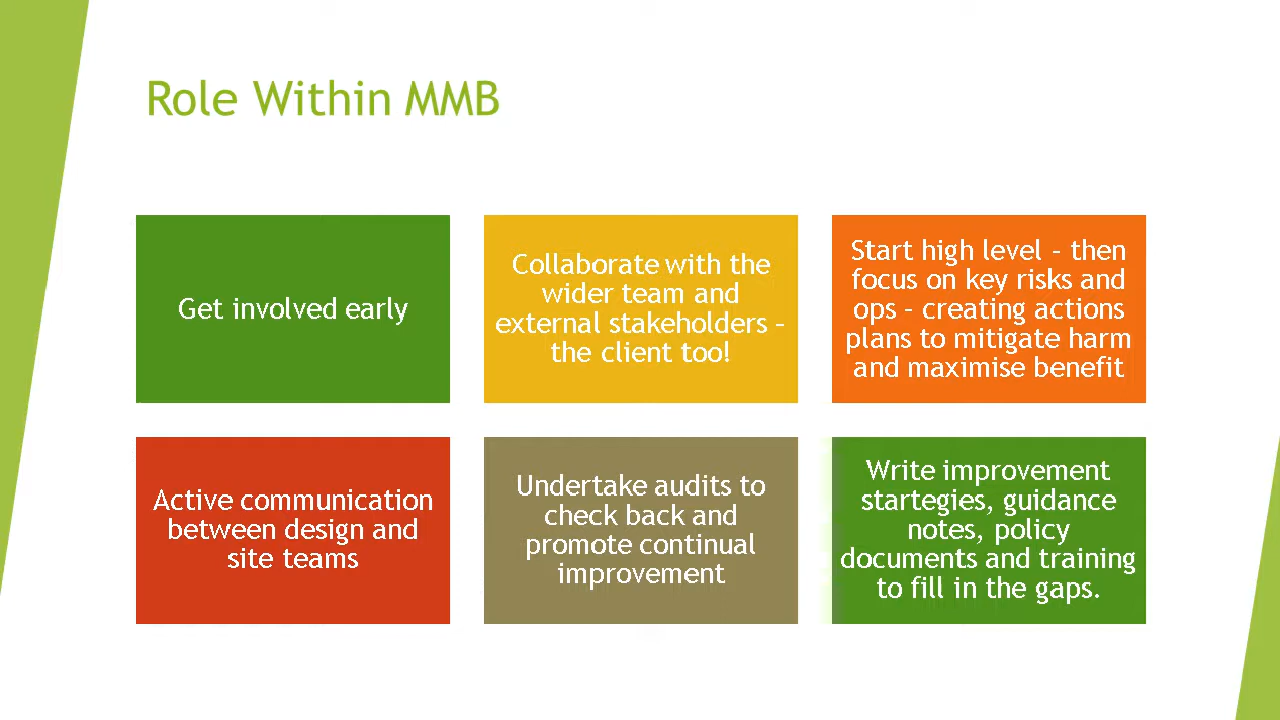 Role Within MMB
Get involved early
Collaborate with the
wider team and
external stakeholders –
the client too!
Start high level – then
focus on key risks and
ops – creating actions
plans to mitigate harm
and maximise benefit
Active communication
between design and
site teams
Undertake audits to
check back and
promote continual
improvement
Write improvement
startegies, guidance
notes, policy
documents and training
to fill in the gaps.